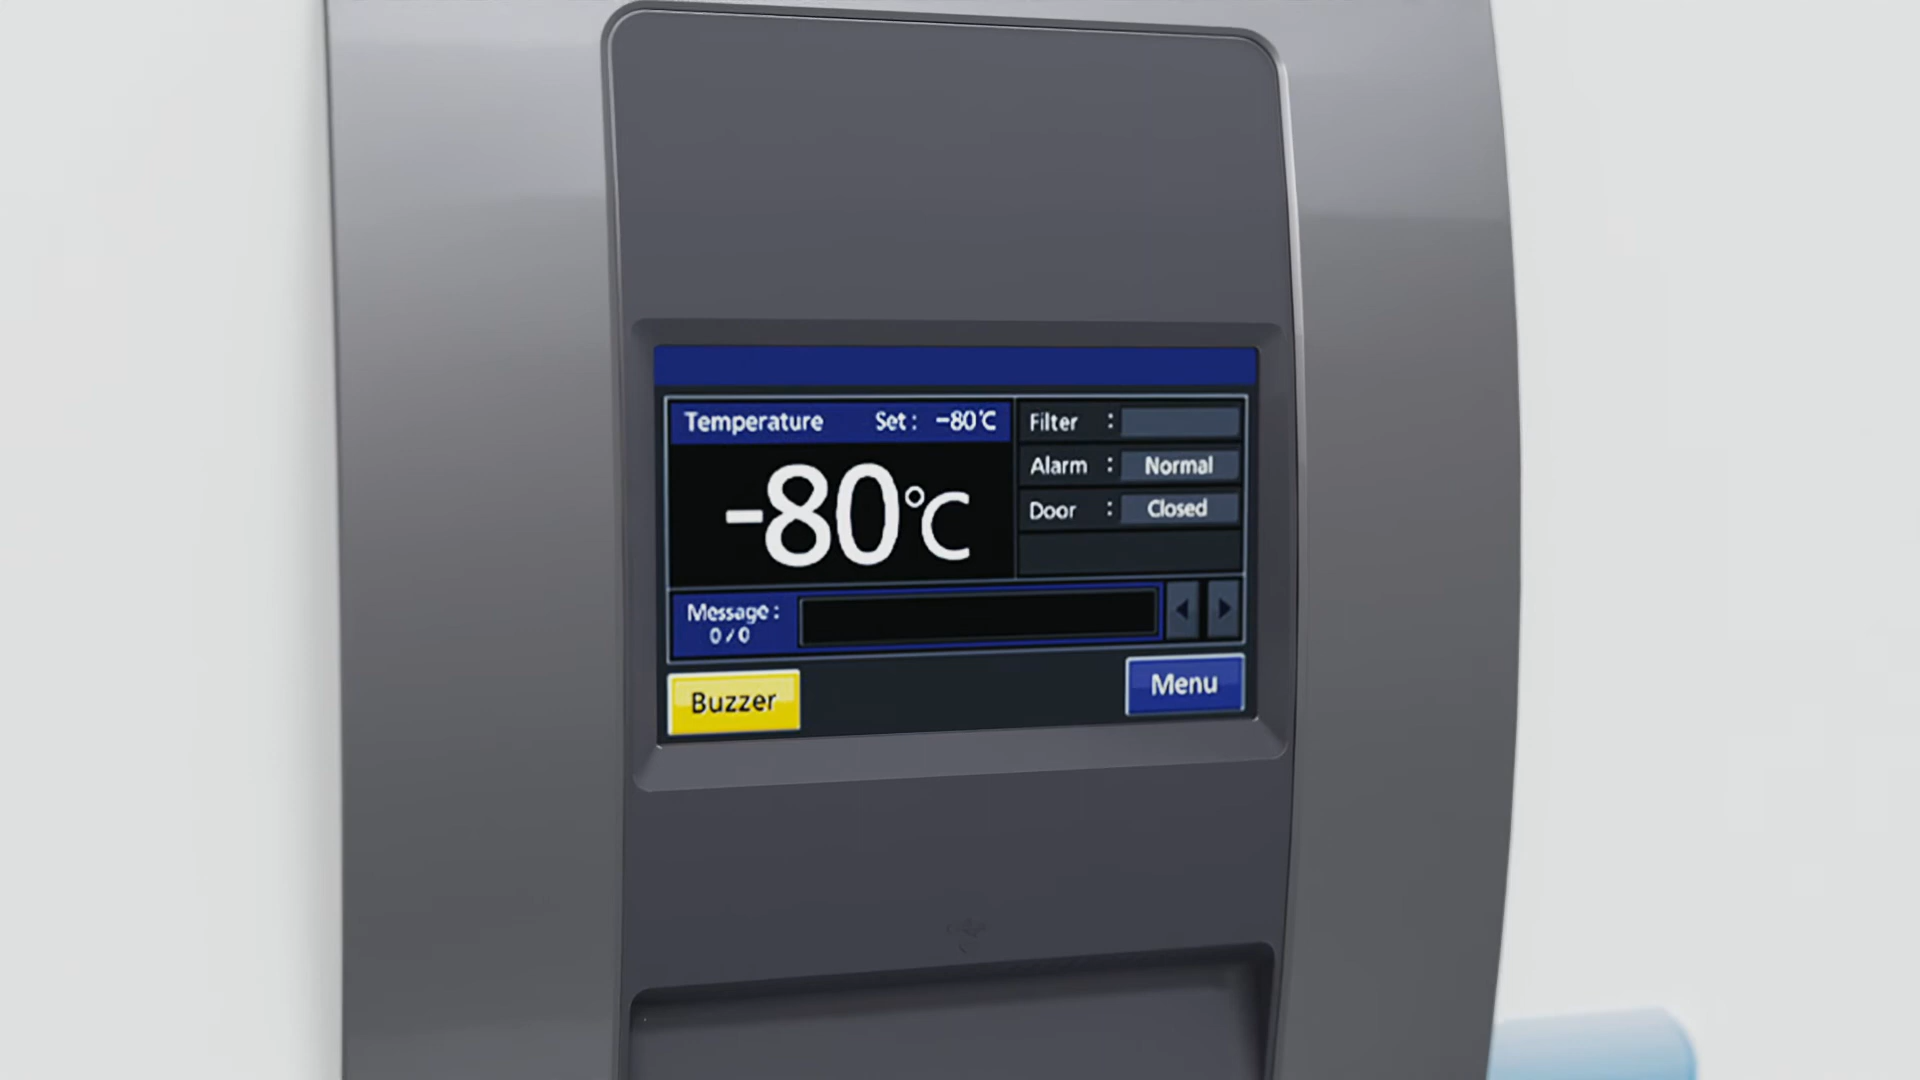 Temperature Set : -80℃
-80℃
Filter :
Alarm : Normal
Door : Closed
Message :
0 / 0
Buzzer
Menu